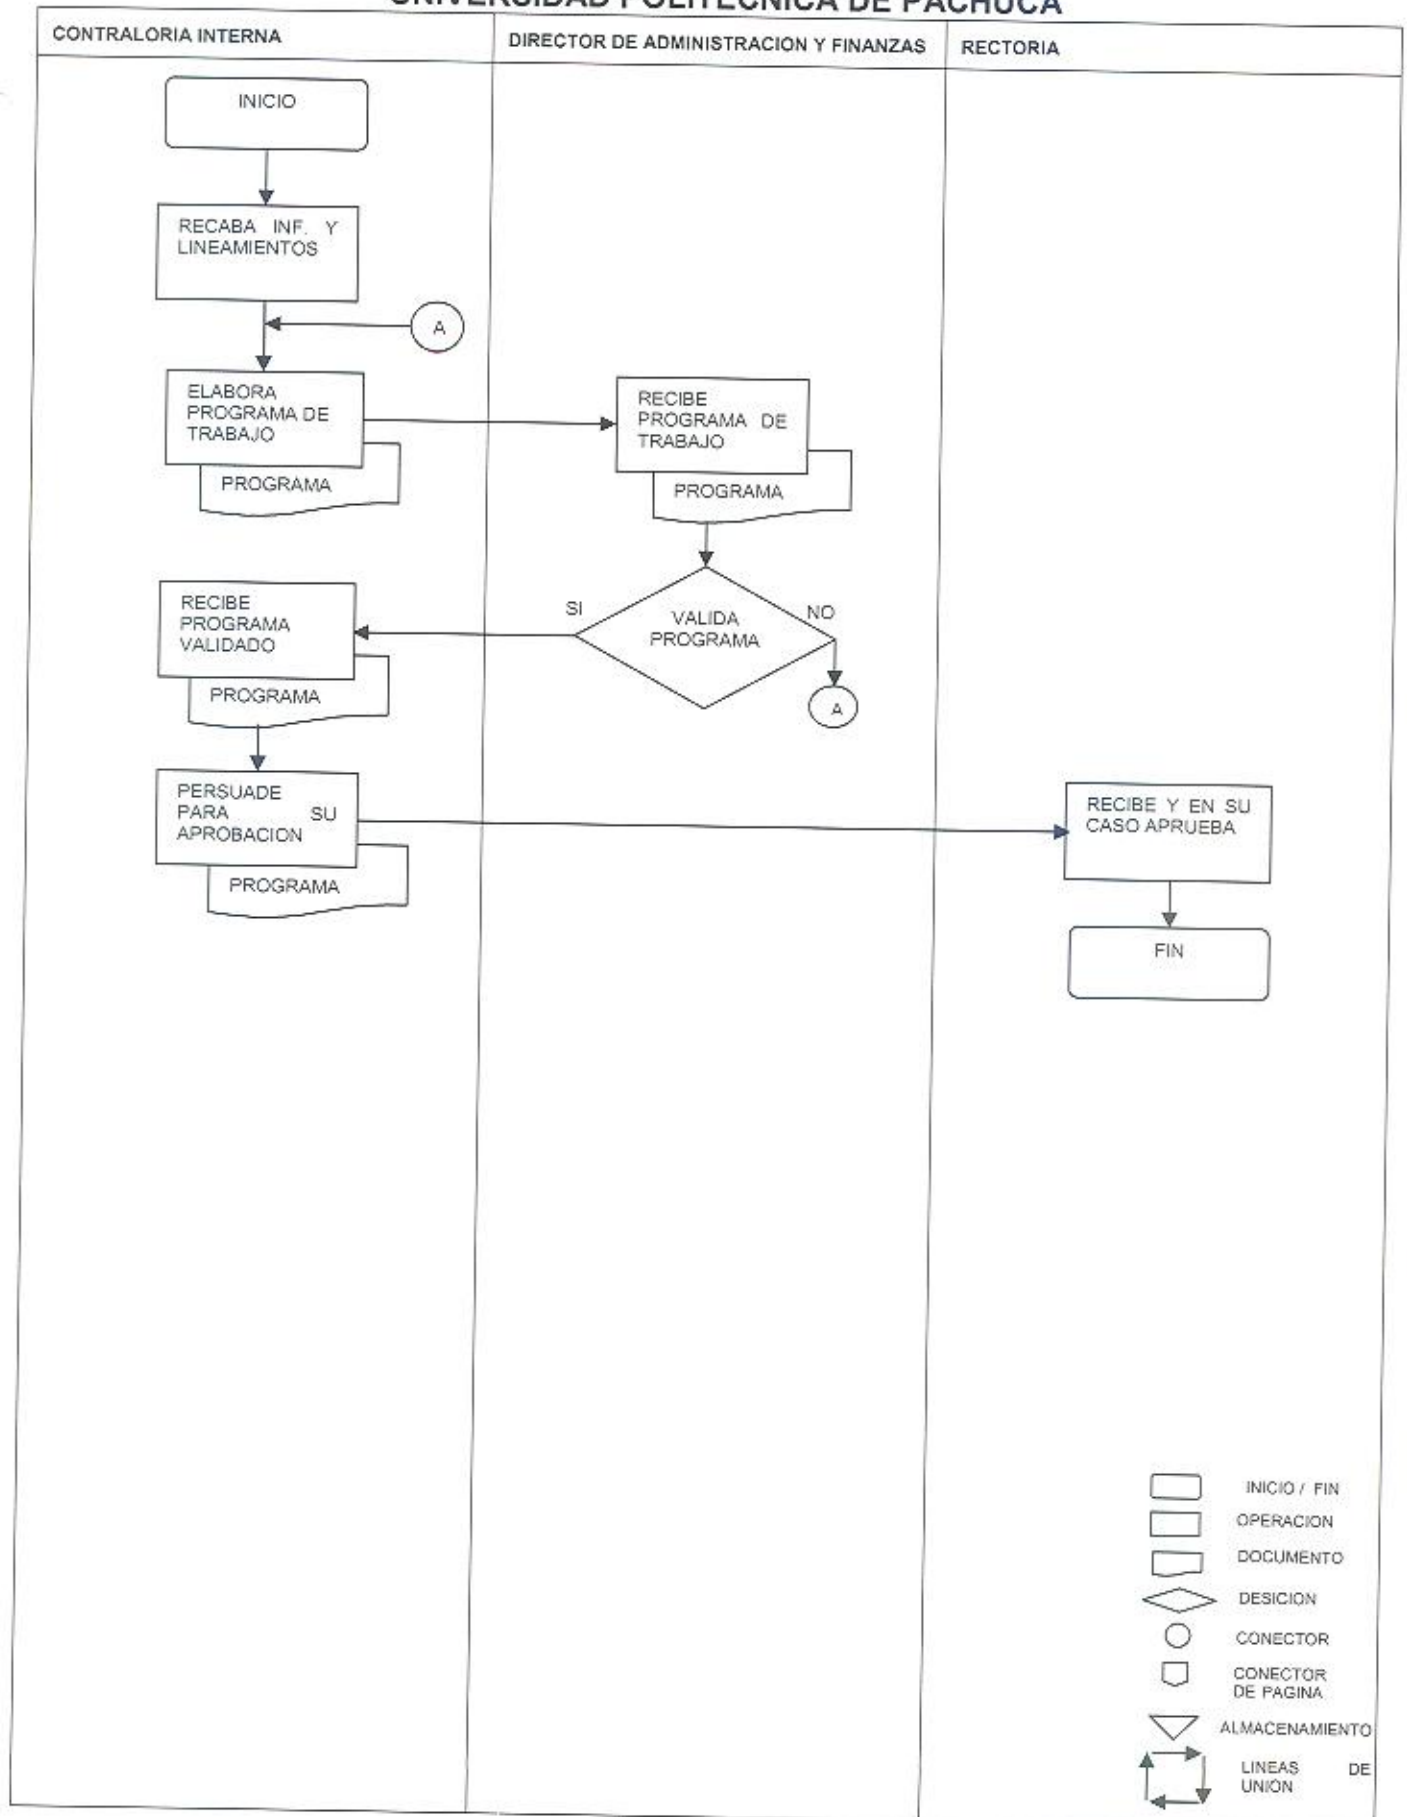 UNIVERSIDAD POLITECNICA DE PACHUCA
CONTRALORIA INTERNA
DIRECTOR DE ADMINISTRACION Y FINANZAS
RECTORIA
INICIO
RECABA INF. Y
LINEAMIENTOS
A
ELABORA
PROGRAMA DE
TRABAJO
PROGRAMA
RECIBE
PROGRAMA DE
TRABAJO
PROGRAMA
SI
VALIDA
PROGRAMA
NO
A
RECIBE
PROGRAMA
VALIDADO
PROGRAMA
PERSUADE
PARA SU
APROBACION
PROGRAMA
RECIBE Y EN SU
CASO APRUEBA
FIN
INICIO / FIN
OPERACION
DOCUMENTO
DESICION
CONECTOR
CONECTOR
DE PAGINA
ALMACENAMIENTO
LINEAS DE
UNION